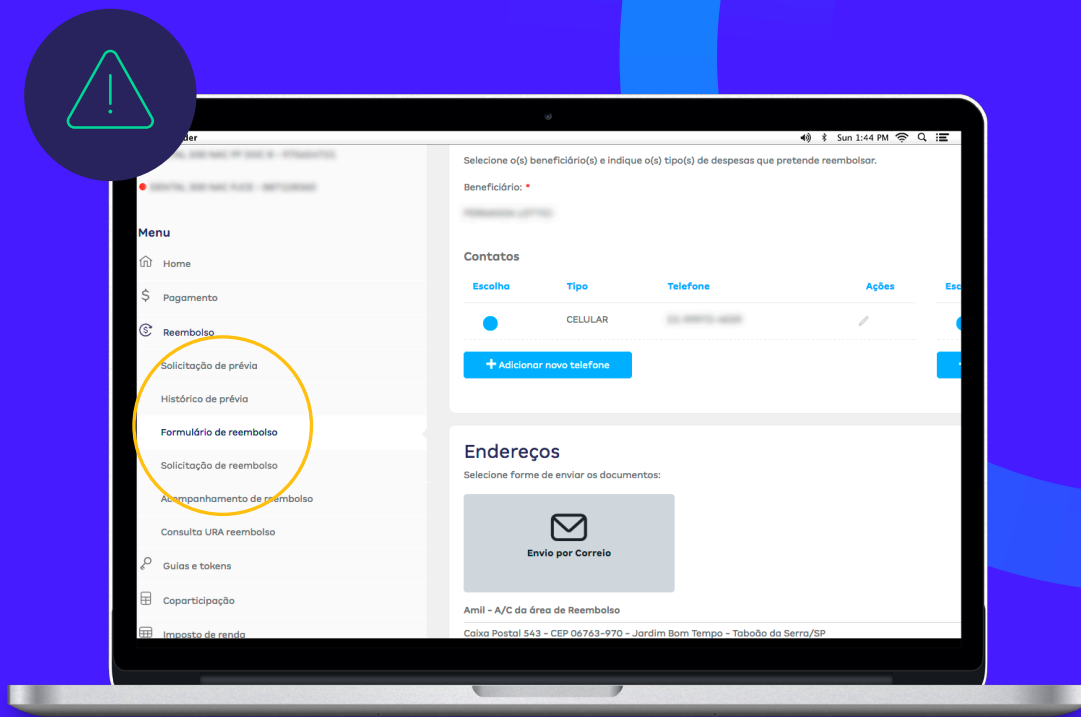 der
Sun 1:44 PM
Menu
Home
Pagamento
Reembolso
Solicitação de prévia
Histórico de prévia
Formulário de reembolso
Solicitação de reembolso
Acompanhamento de reembolso
Consulta URA reembolso
Guias e tokens
Coparticipação
Imposto de renda
Selecione o(s) beneficiário(s) e indique o(s) tipo(s) de despesas que pretende reembolsar.
Beneficiário: *
Contatos
Escolha Tipo Telefone Ações Esc
CELULAR
+ Adicionar novo telefone
Endereços
Selecione forme de enviar os documentos:
Envio por Correio
Amil - A/C da área de Reembolso
Caixa Postal 543 - CEP 06763-970 - Jardim Bom Tempo - Taboão da Serra/SP